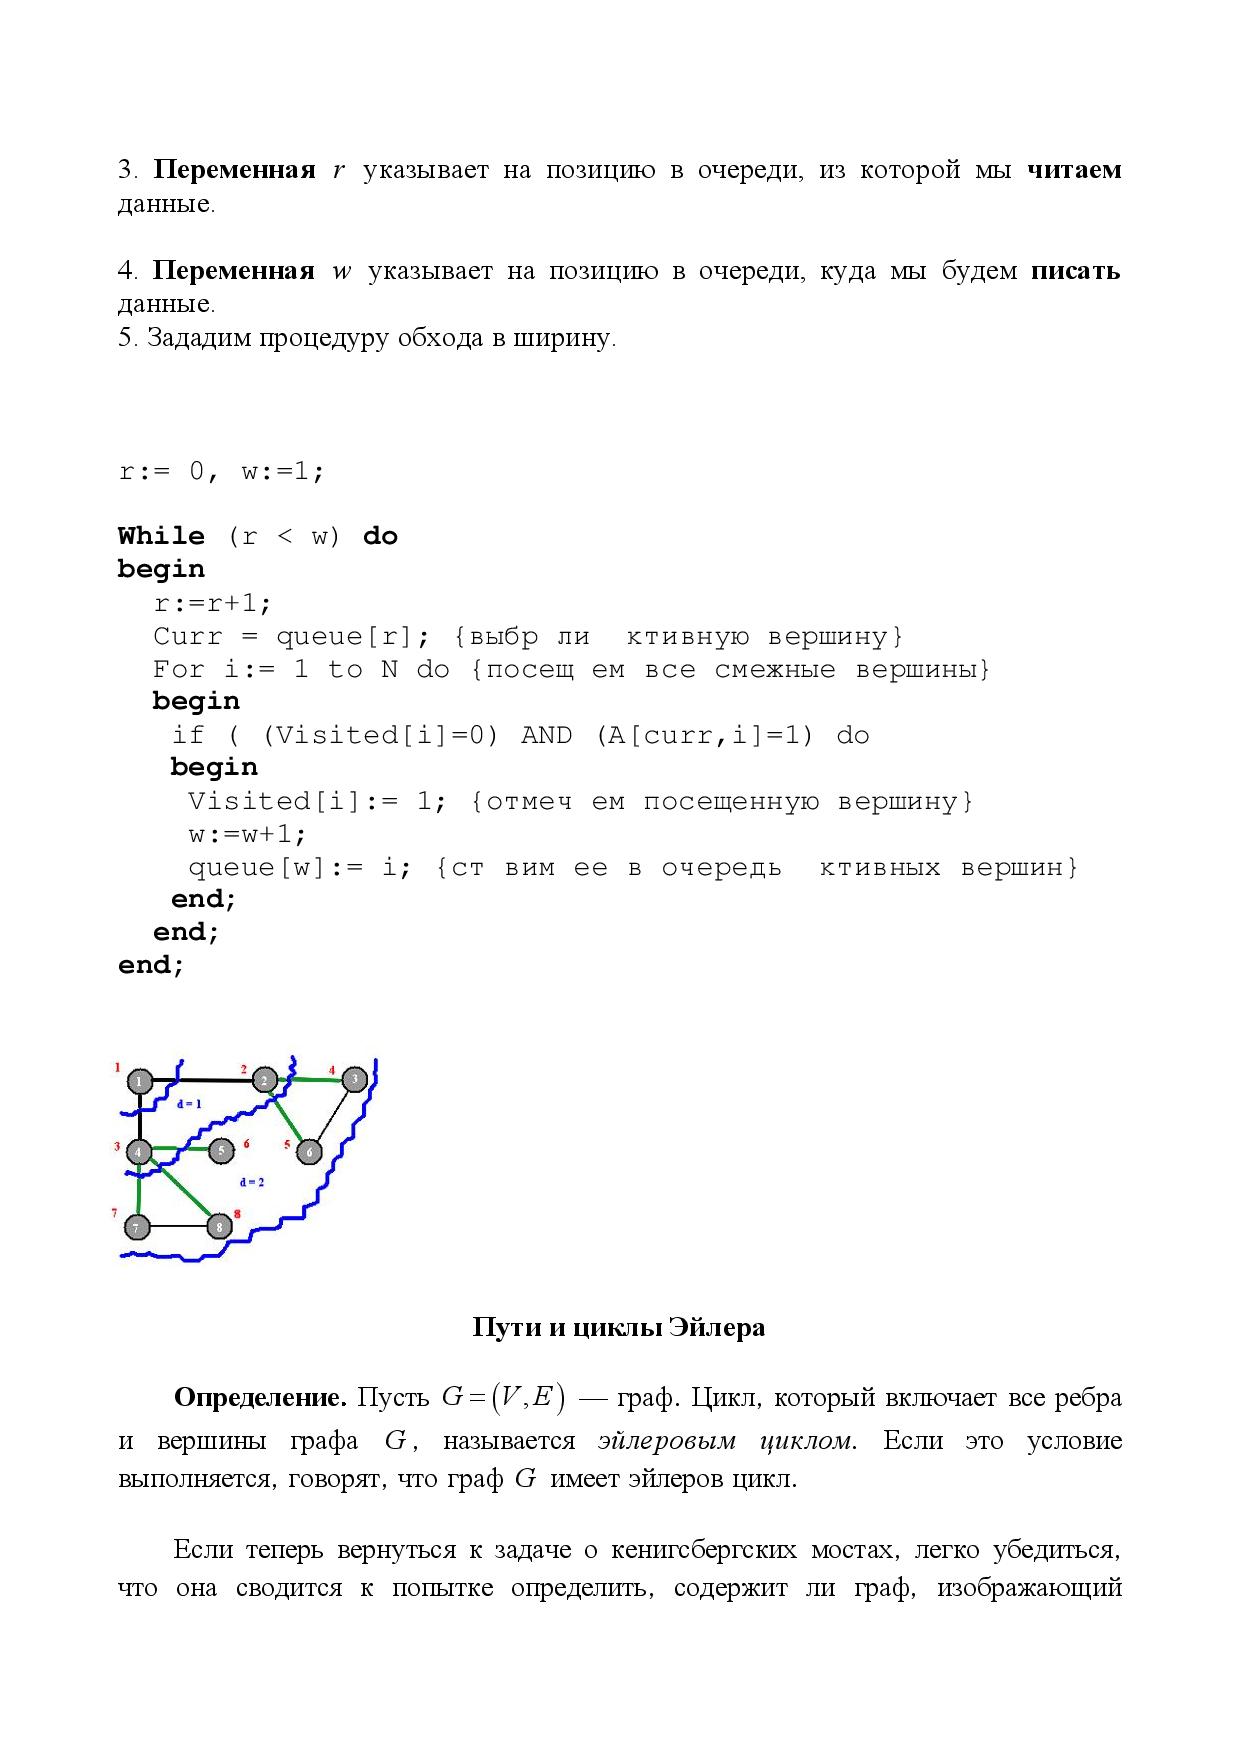 3. Переменная r указывает на позицию в очереди, из которой мы читаем
данные.
4. Переменная w указывает на позицию в очереди, куда мы будем писать
данные.
5. Зададим процедуру обхода в ширину.
r:= 0, w:=1;
While (r < w) do
begin
r:=r+1;
Curr = queue[r]; {выбр ли  ктивную вершину}
For i:= 1 to N do {посещ ем все смежные вершины}
begin
if ( (Visited[i]=0) AND (A[curr,i]=1) do
begin
Visited[i]:= 1; {отмеч ем посещенную вершину}
w:=w+1;
queue[w]:= i; {ст вим ее в очередь  ктивных вершин}
end;
end;
end;
1 2 4
1 2 3
d = 1
3 4 5 6 5 6
d = 2
7 8
7 8
Пути и циклы Эйлера
Определение. Пусть G = (V, E) — граф. Цикл, который включает все ребра
и вершины графа G, называется эйлеровым циклом. Если это условие
выполняется, говорят, что граф G имеет эйлеров цикл.
Если теперь вернуться к задаче о кенигсбергских мостах, легко убедиться,
что она сводится к попытке определить, содержит ли граф, изображающий